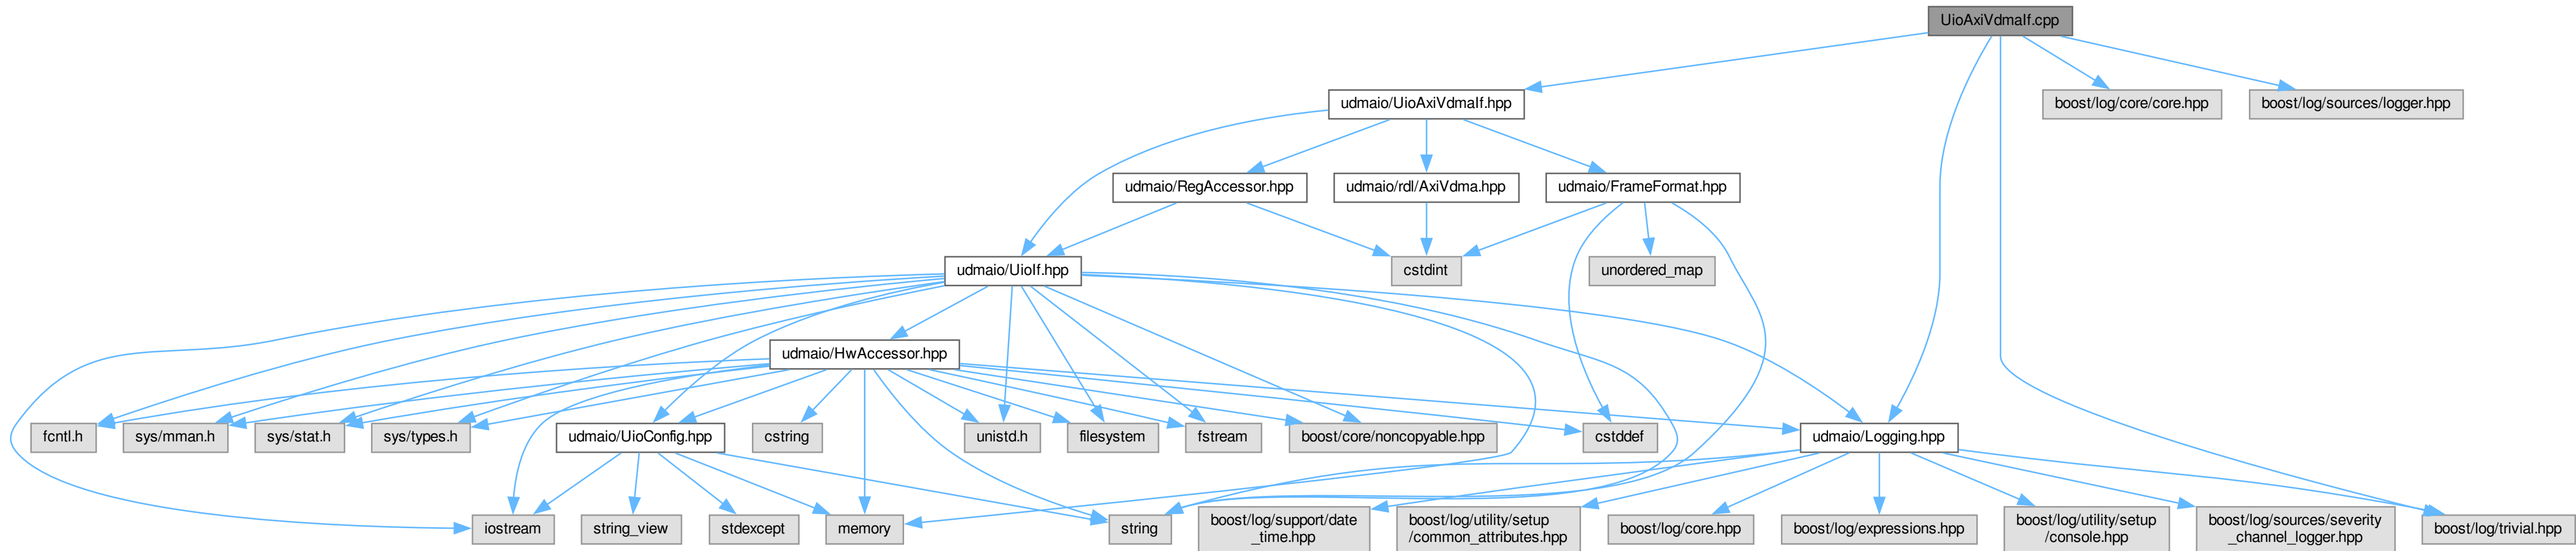 UioAxiVdmaIf.cpp
udmaio/UioAxiVdmaIf.hpp
boost/log/core/core.hpp
boost/log/sources/logger.hpp
udmaio/RegAccessor.hpp
udmaio/rdl/AxiVdma.hpp
udmaio/FrameFormat.hpp
udmaio/UioIf.hpp
cstdint
unordered_map
udmaio/HwAccessor.hpp
fcntl.h
sys/mman.h
sys/stat.h
sys/types.h
udmaio/UioConfig.hpp
cstring
unistd.h
filesystem
fstream
boost/core/noncopyable.hpp
cstddef
udmaio/Logging.hpp
iostream
string_view
stdexcept
memory
string
boost/log/support/date
_time.hpp
boost/log/utility/setup
/common_attributes.hpp
boost/log/core.hpp
boost/log/expressions.hpp
boost/log/utility/setup
/console.hpp
boost/log/sources/severity
_channel_logger.hpp
boost/log/trivial.hpp